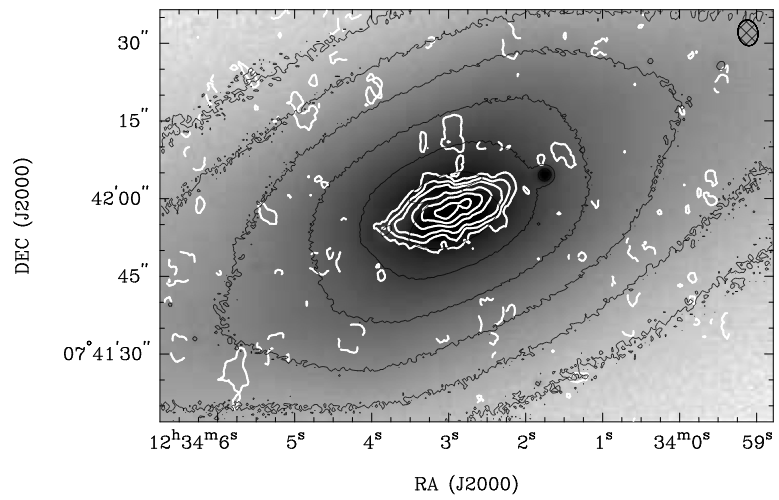 30″
15″
42′00″
45″
07°41′30″
DEC (J2000)
12ʰ34ᵐ6ˢ 5ˢ 4ˢ 3ˢ 2ˢ 1ˢ 34ᵐ0ˢ 59ˢ
RA (J2000)